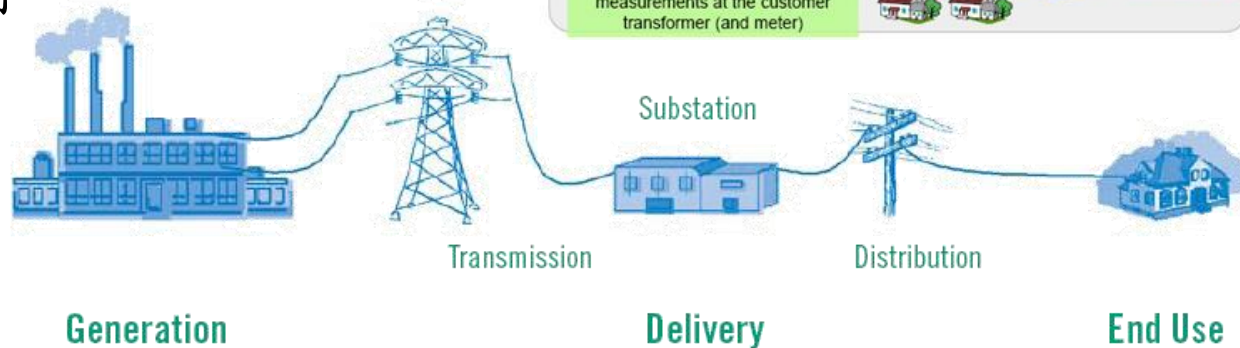 measurements at the customer
transformer (and meter)
Substation
Transmission
Distribution
Generation
Delivery
End Use